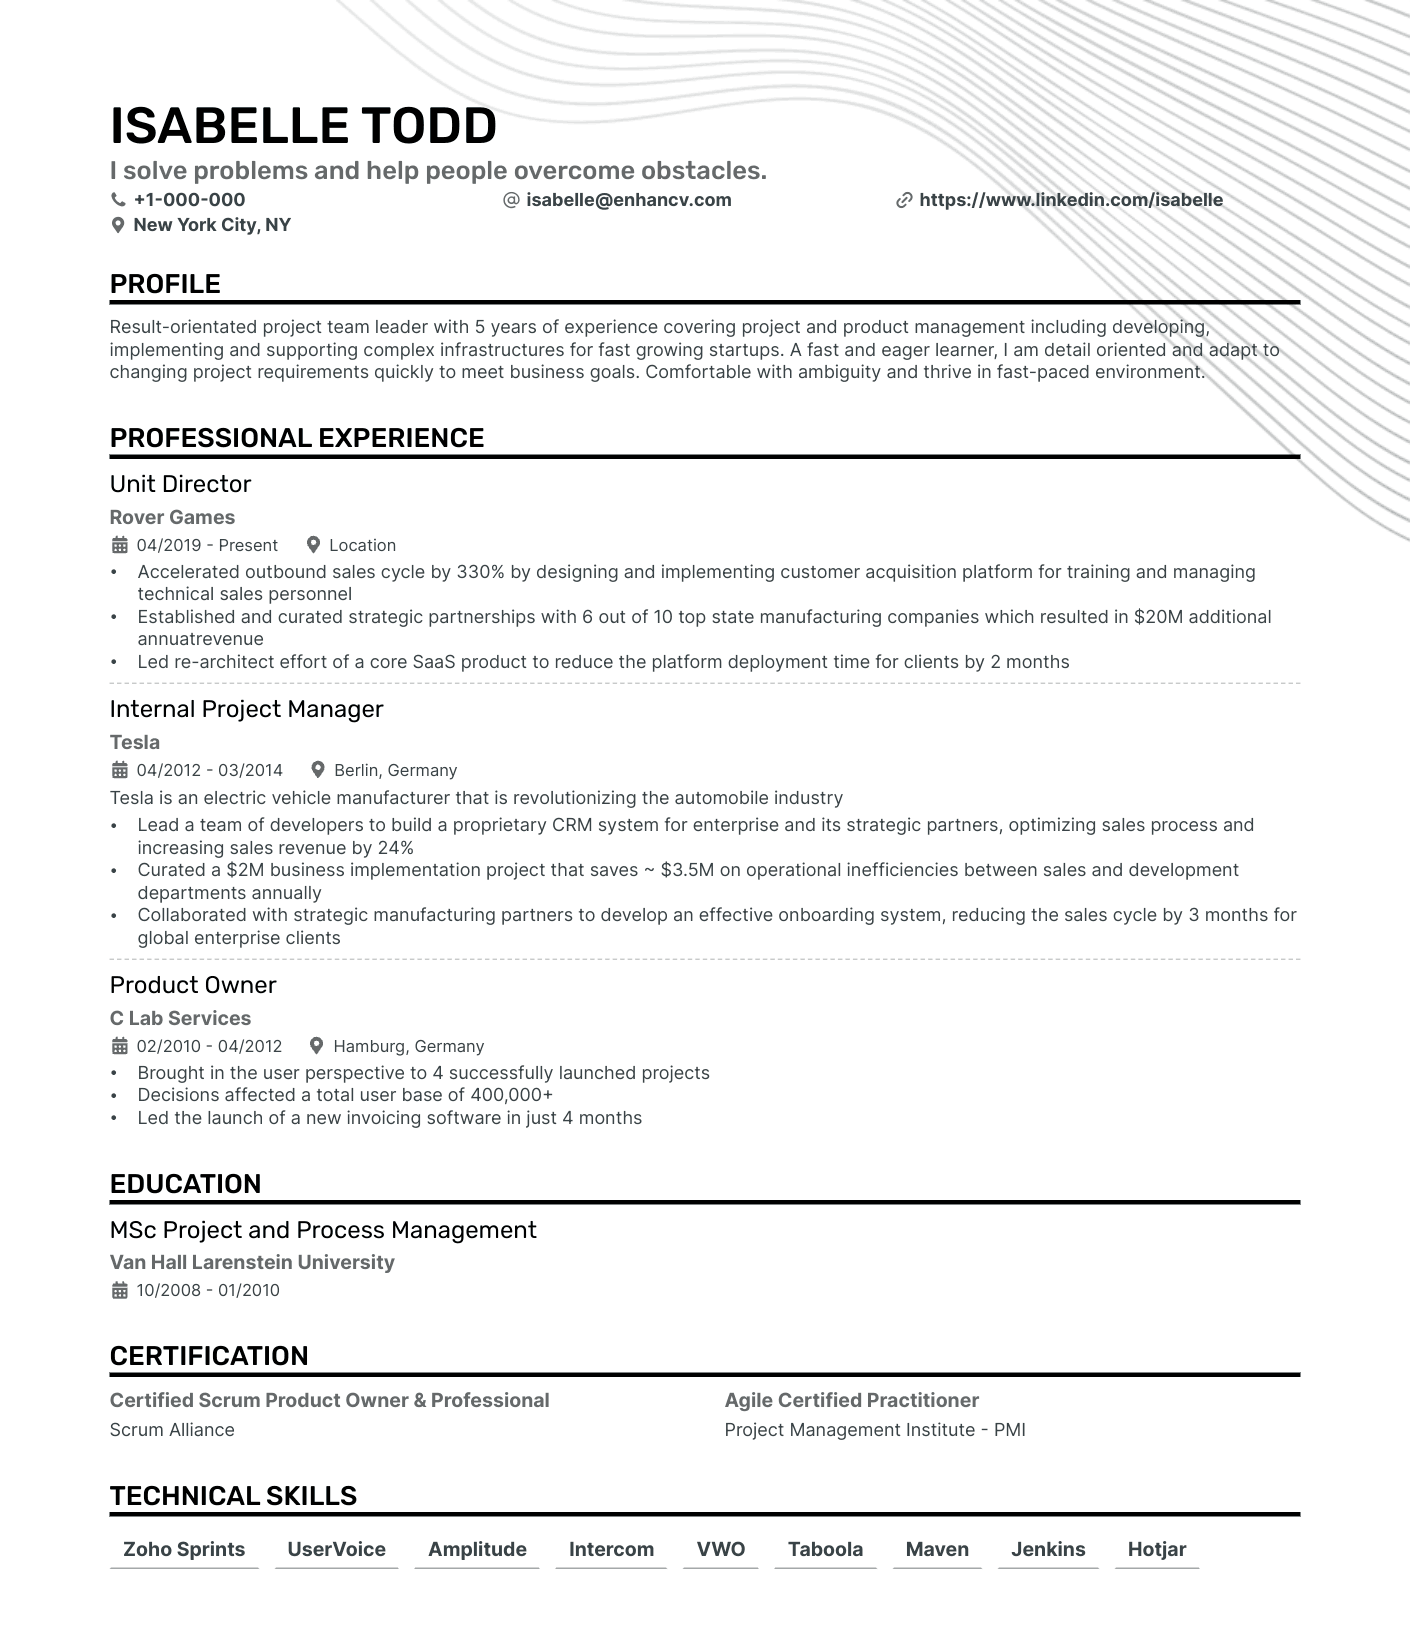 ISABELLE TODD
I solve problems and help people overcome obstacles.
+1-000-000 isabelle@enhancv.com https://www.linkedin.com/isabelle
New York City, NY
PROFILE
Result-orientated project team leader with 5 years of experience covering project and product management including developing,
implementing and supporting complex infrastructures for fast growing startups. A fast and eager learner, I am detail oriented and adapt to
changing project requirements quickly to meet business goals. Comfortable with ambiguity and thrive in fast-paced environment.
PROFESSIONAL EXPERIENCE
Unit Director
Rover Games
04/2019 - Present Location
• Accelerated outbound sales cycle by 330% by designing and implementing customer acquisition platform for training and managing
technical sales personnel
• Established and curated strategic partnerships with 6 out of 10 top state manufacturing companies which resulted in $20M additional
annuatrevenue
• Led re-architect effort of a core SaaS product to reduce the platform deployment time for clients by 2 months
Internal Project Manager
Tesla
04/2012 - 03/2014 Berlin, Germany
Tesla is an electric vehicle manufacturer that is revolutionizing the automobile industry
• Lead a team of developers to build a proprietary CRM system for enterprise and its strategic partners, optimizing sales process and
increasing sales revenue by 24%
• Curated a $2M business implementation project that saves ~ $3.5M on operational inefficiencies between sales and development
departments annually
• Collaborated with strategic manufacturing partners to develop an effective onboarding system, reducing the sales cycle by 3 months for
global enterprise clients
Product Owner
C Lab Services
02/2010 - 04/2012 Hamburg, Germany
• Brought in the user perspective to 4 successfully launched projects
• Decisions affected a total user base of 400,000+
• Led the launch of a new invoicing software in just 4 months
EDUCATION
MSc Project and Process Management
Van Hall Larenstein University
10/2008 - 01/2010
CERTIFICATION
Certified Scrum Product Owner & Professional Agile Certified Practitioner
Scrum Alliance Project Management Institute - PMI
TECHNICAL SKILLS
Zoho Sprints UserVoice Amplitude Intercom VWO Taboola Maven Jenkins Hotjar